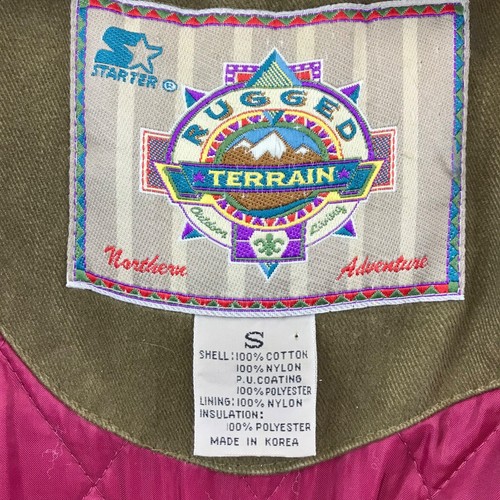 STARTER®
RUGGED
TERRAIN
Outdoor Living
Northern Adventure
S
SHELL: 100% COTTON
100% NYLON
P.U. COATING
100% POLYESTER
LINING: 100% NYLON
INSULATION:
100% POLYESTER
MADE IN KOREA